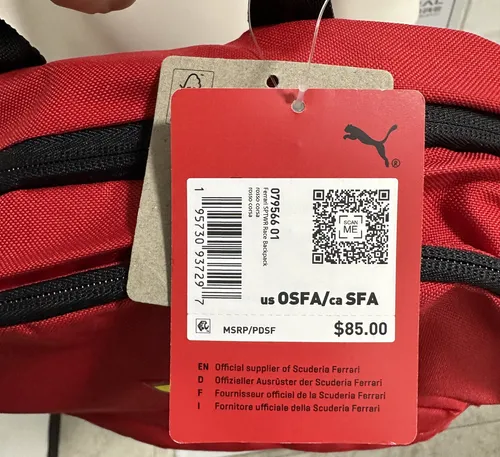 079566 01
Ferrari SPTWR Race Backpack
rosso corsa
rosso corsa
1 95730 93729 7
SCAN
ME
us OSFA/ca SFA
MSRP/PDSF $85.00
EN Official supplier of Scuderia Ferrari
D Offizieller Ausrüster der Scuderia Ferrari
F Fournisseur officiel de la Scuderia Ferrari
I Fornitore ufficiale della Scuderia Ferrari